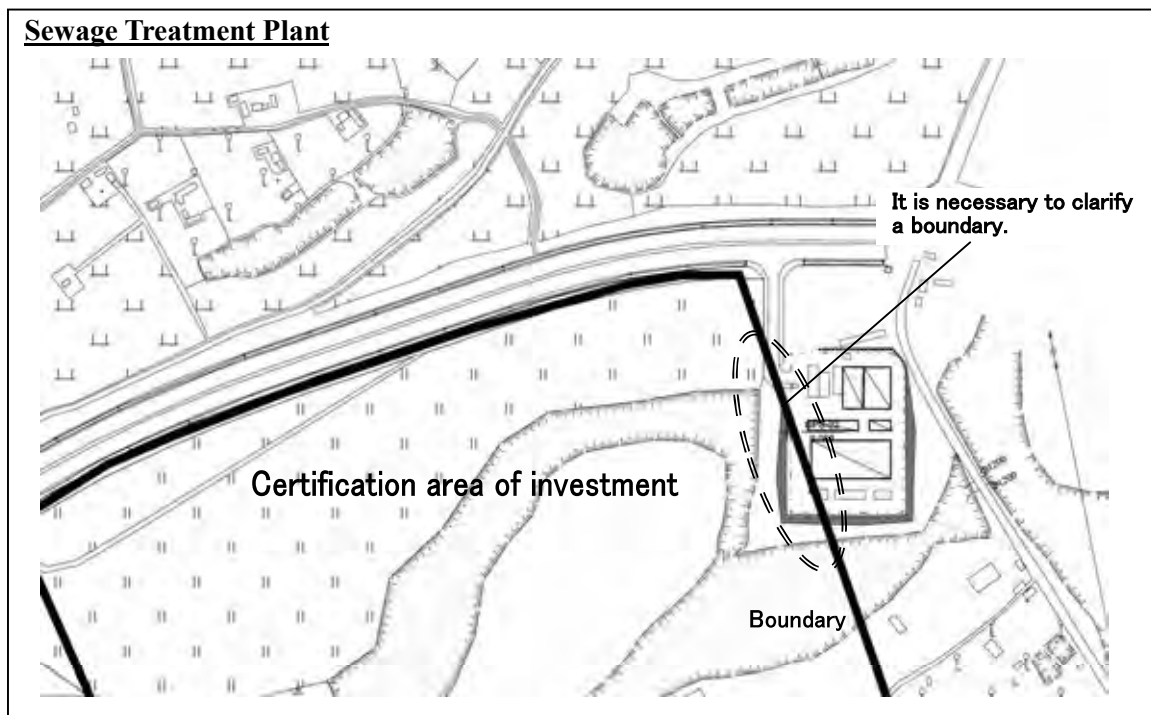 Sewage Treatment Plant
It is necessary to clarify
a boundary.
Certification area of investment
Boundary